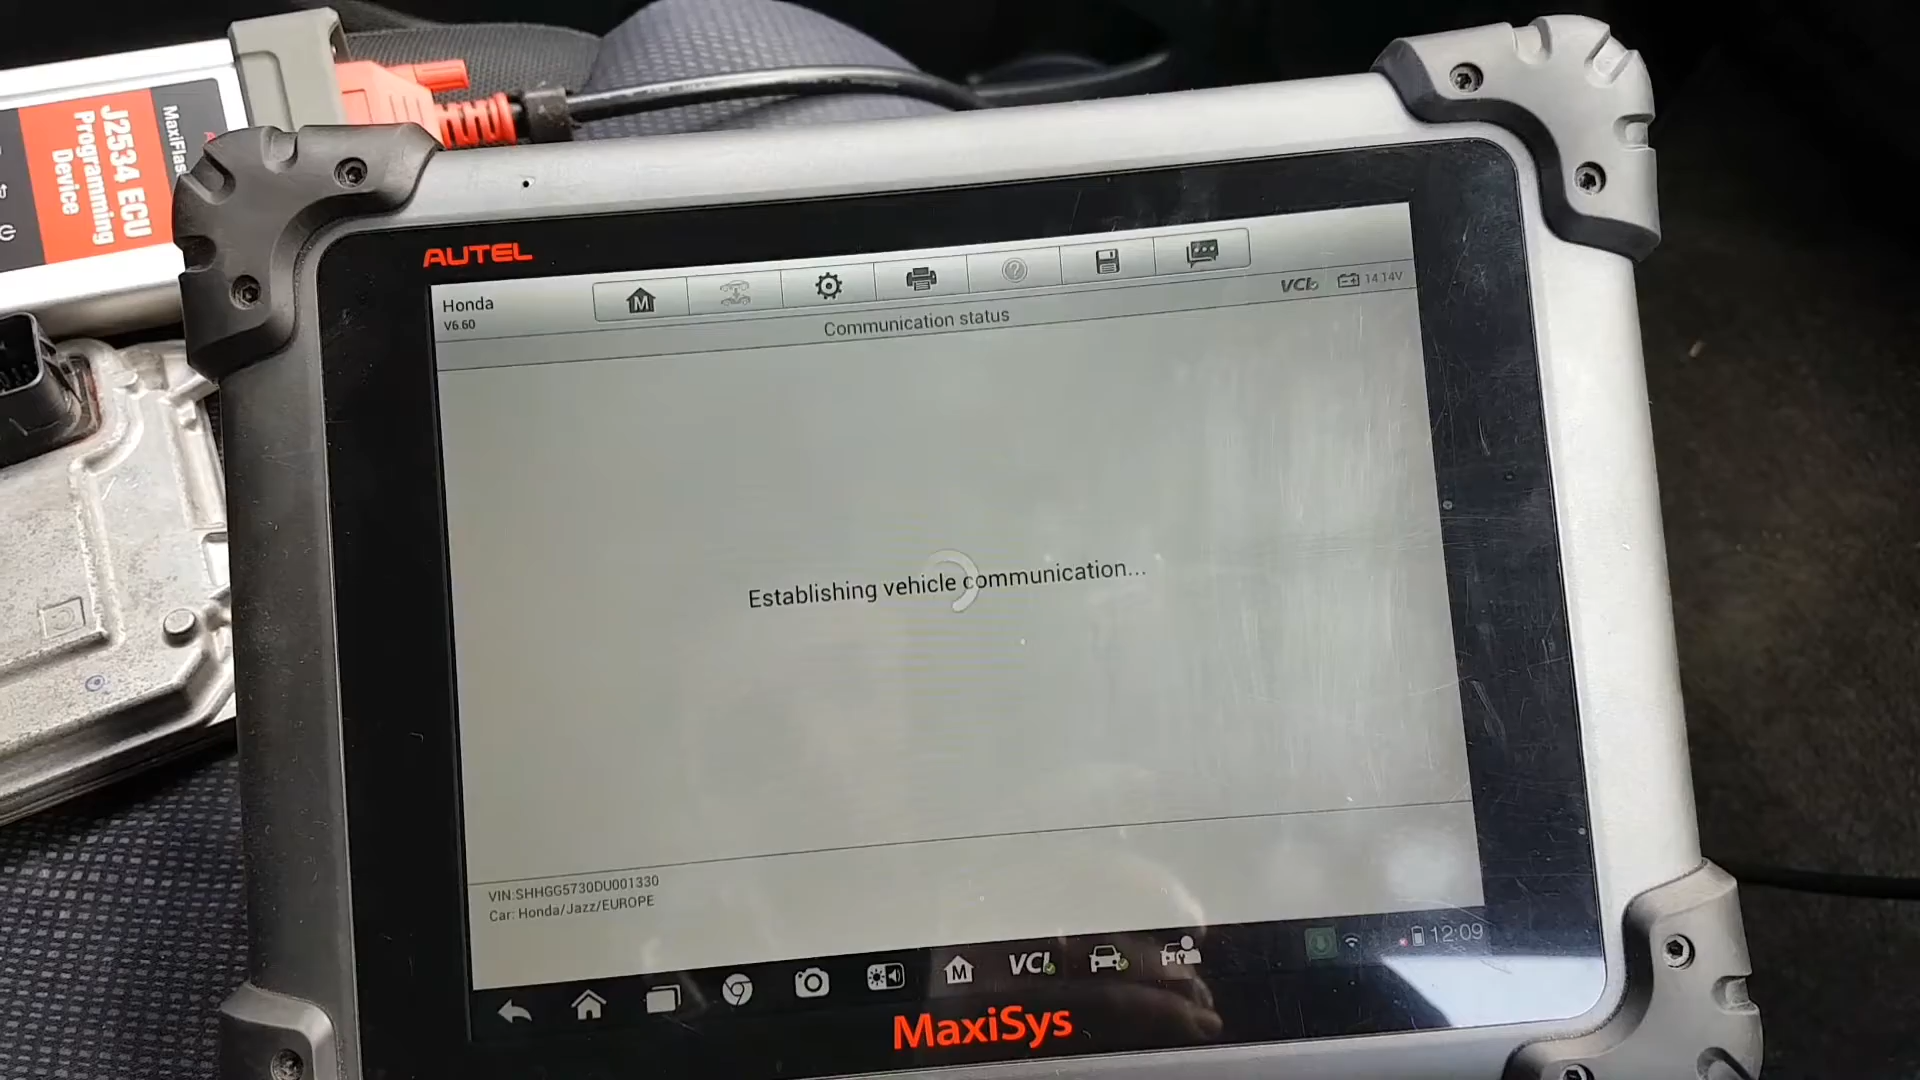 MaxiFlas
J2534 ECU
Programming
Device
AUTEL
Honda
V6.60
M
?
VCI
14.14V
Communication status
Establishing vehicle communication...
VIN:SHHGG5730DU001330
Car: Honda/Jazz/EUROPE
M
VCI
12:09
MaxiSys